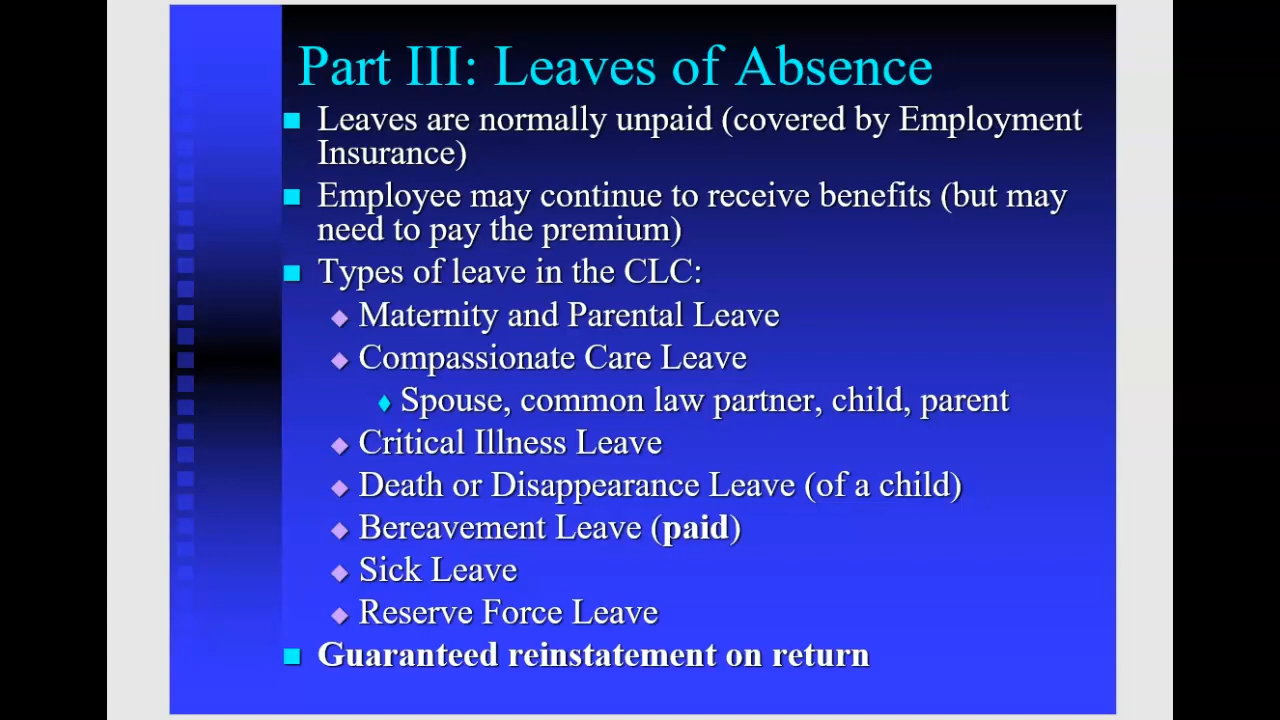 Part III: Leaves of Absence
Leaves are normally unpaid (covered by Employment
Insurance)
Employee may continue to receive benefits (but may
need to pay the premium)
Types of leave in the CLC:
Maternity and Parental Leave
Compassionate Care Leave
Spouse, common law partner, child, parent
Critical Illness Leave
Death or Disappearance Leave (of a child)
Bereavement Leave (paid)
Sick Leave
Reserve Force Leave
Guaranteed reinstatement on return